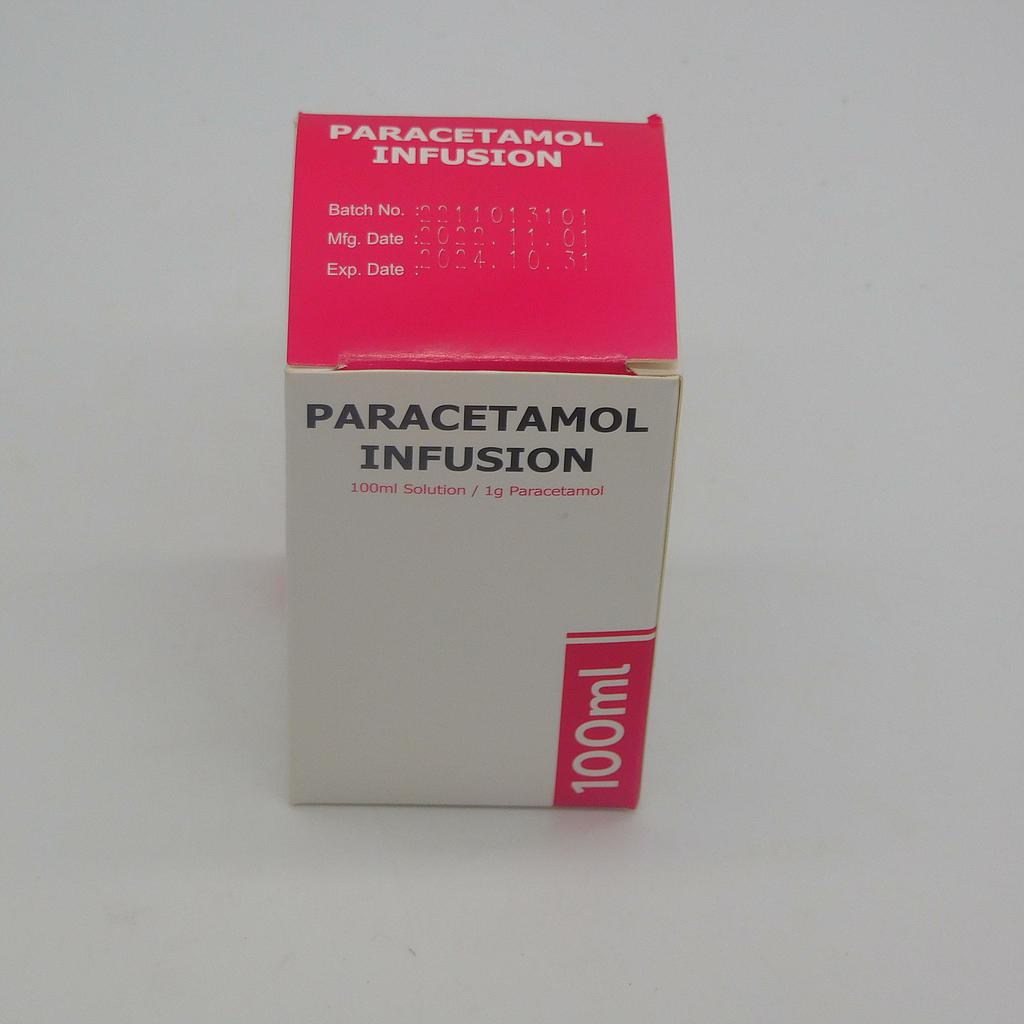 PARACETAMOL
INFUSION
Batch No. :2211013101
Mfg. Date :2022.11.01
Exp. Date :2024.10.31
PARACETAMOL
INFUSION
100ml Solution / 1g Paracetamol
100ml